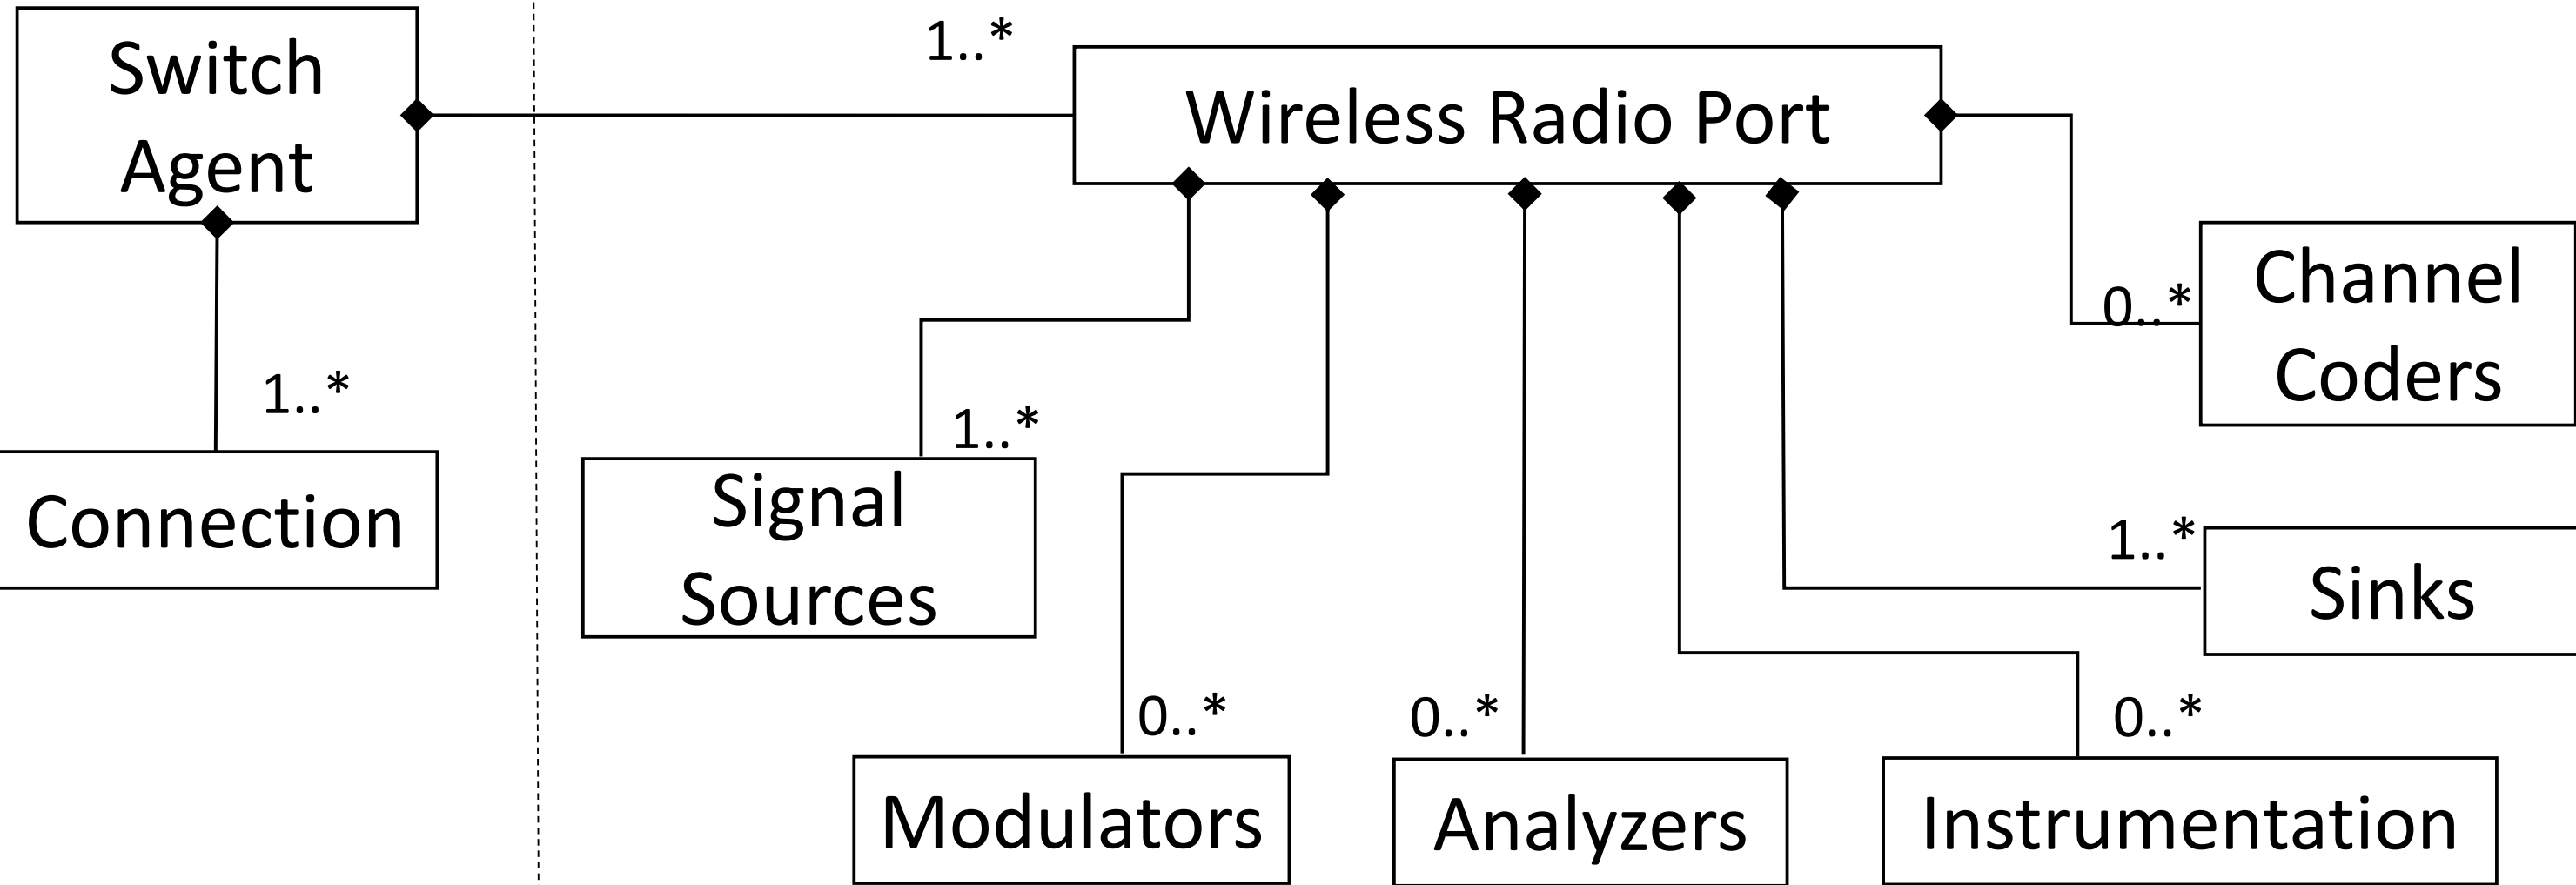 Switch
Agent
1..*
Wireless Radio Port
Channel
Coders
0..*
1..*
Connection
1..*
Signal
Sources
1..*
Sinks
0..*
Modulators
0..*
Analyzers
0..*
Instrumentation